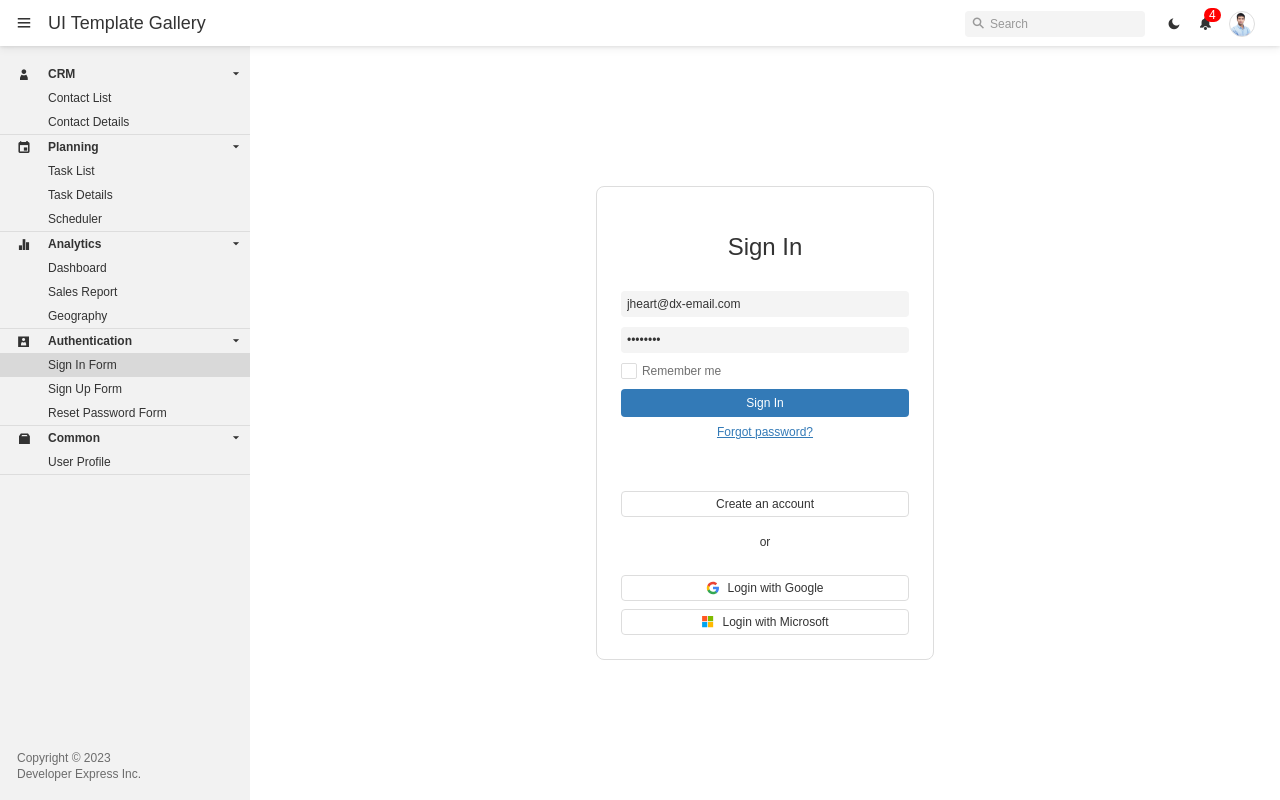 UI Template Gallery
Search
4
CRM
Contact List
Contact Details
Planning
Task List
Task Details
Scheduler
Analytics
Dashboard
Sales Report
Geography
Authentication
Sign In Form
Sign Up Form
Reset Password Form
Common
User Profile
Copyright © 2023
Developer Express Inc.
Sign In
jheart@dx-email.com
••••••••
Remember me
Sign In
Forgot password?
Create an account
or
Login with Google
Login with Microsoft